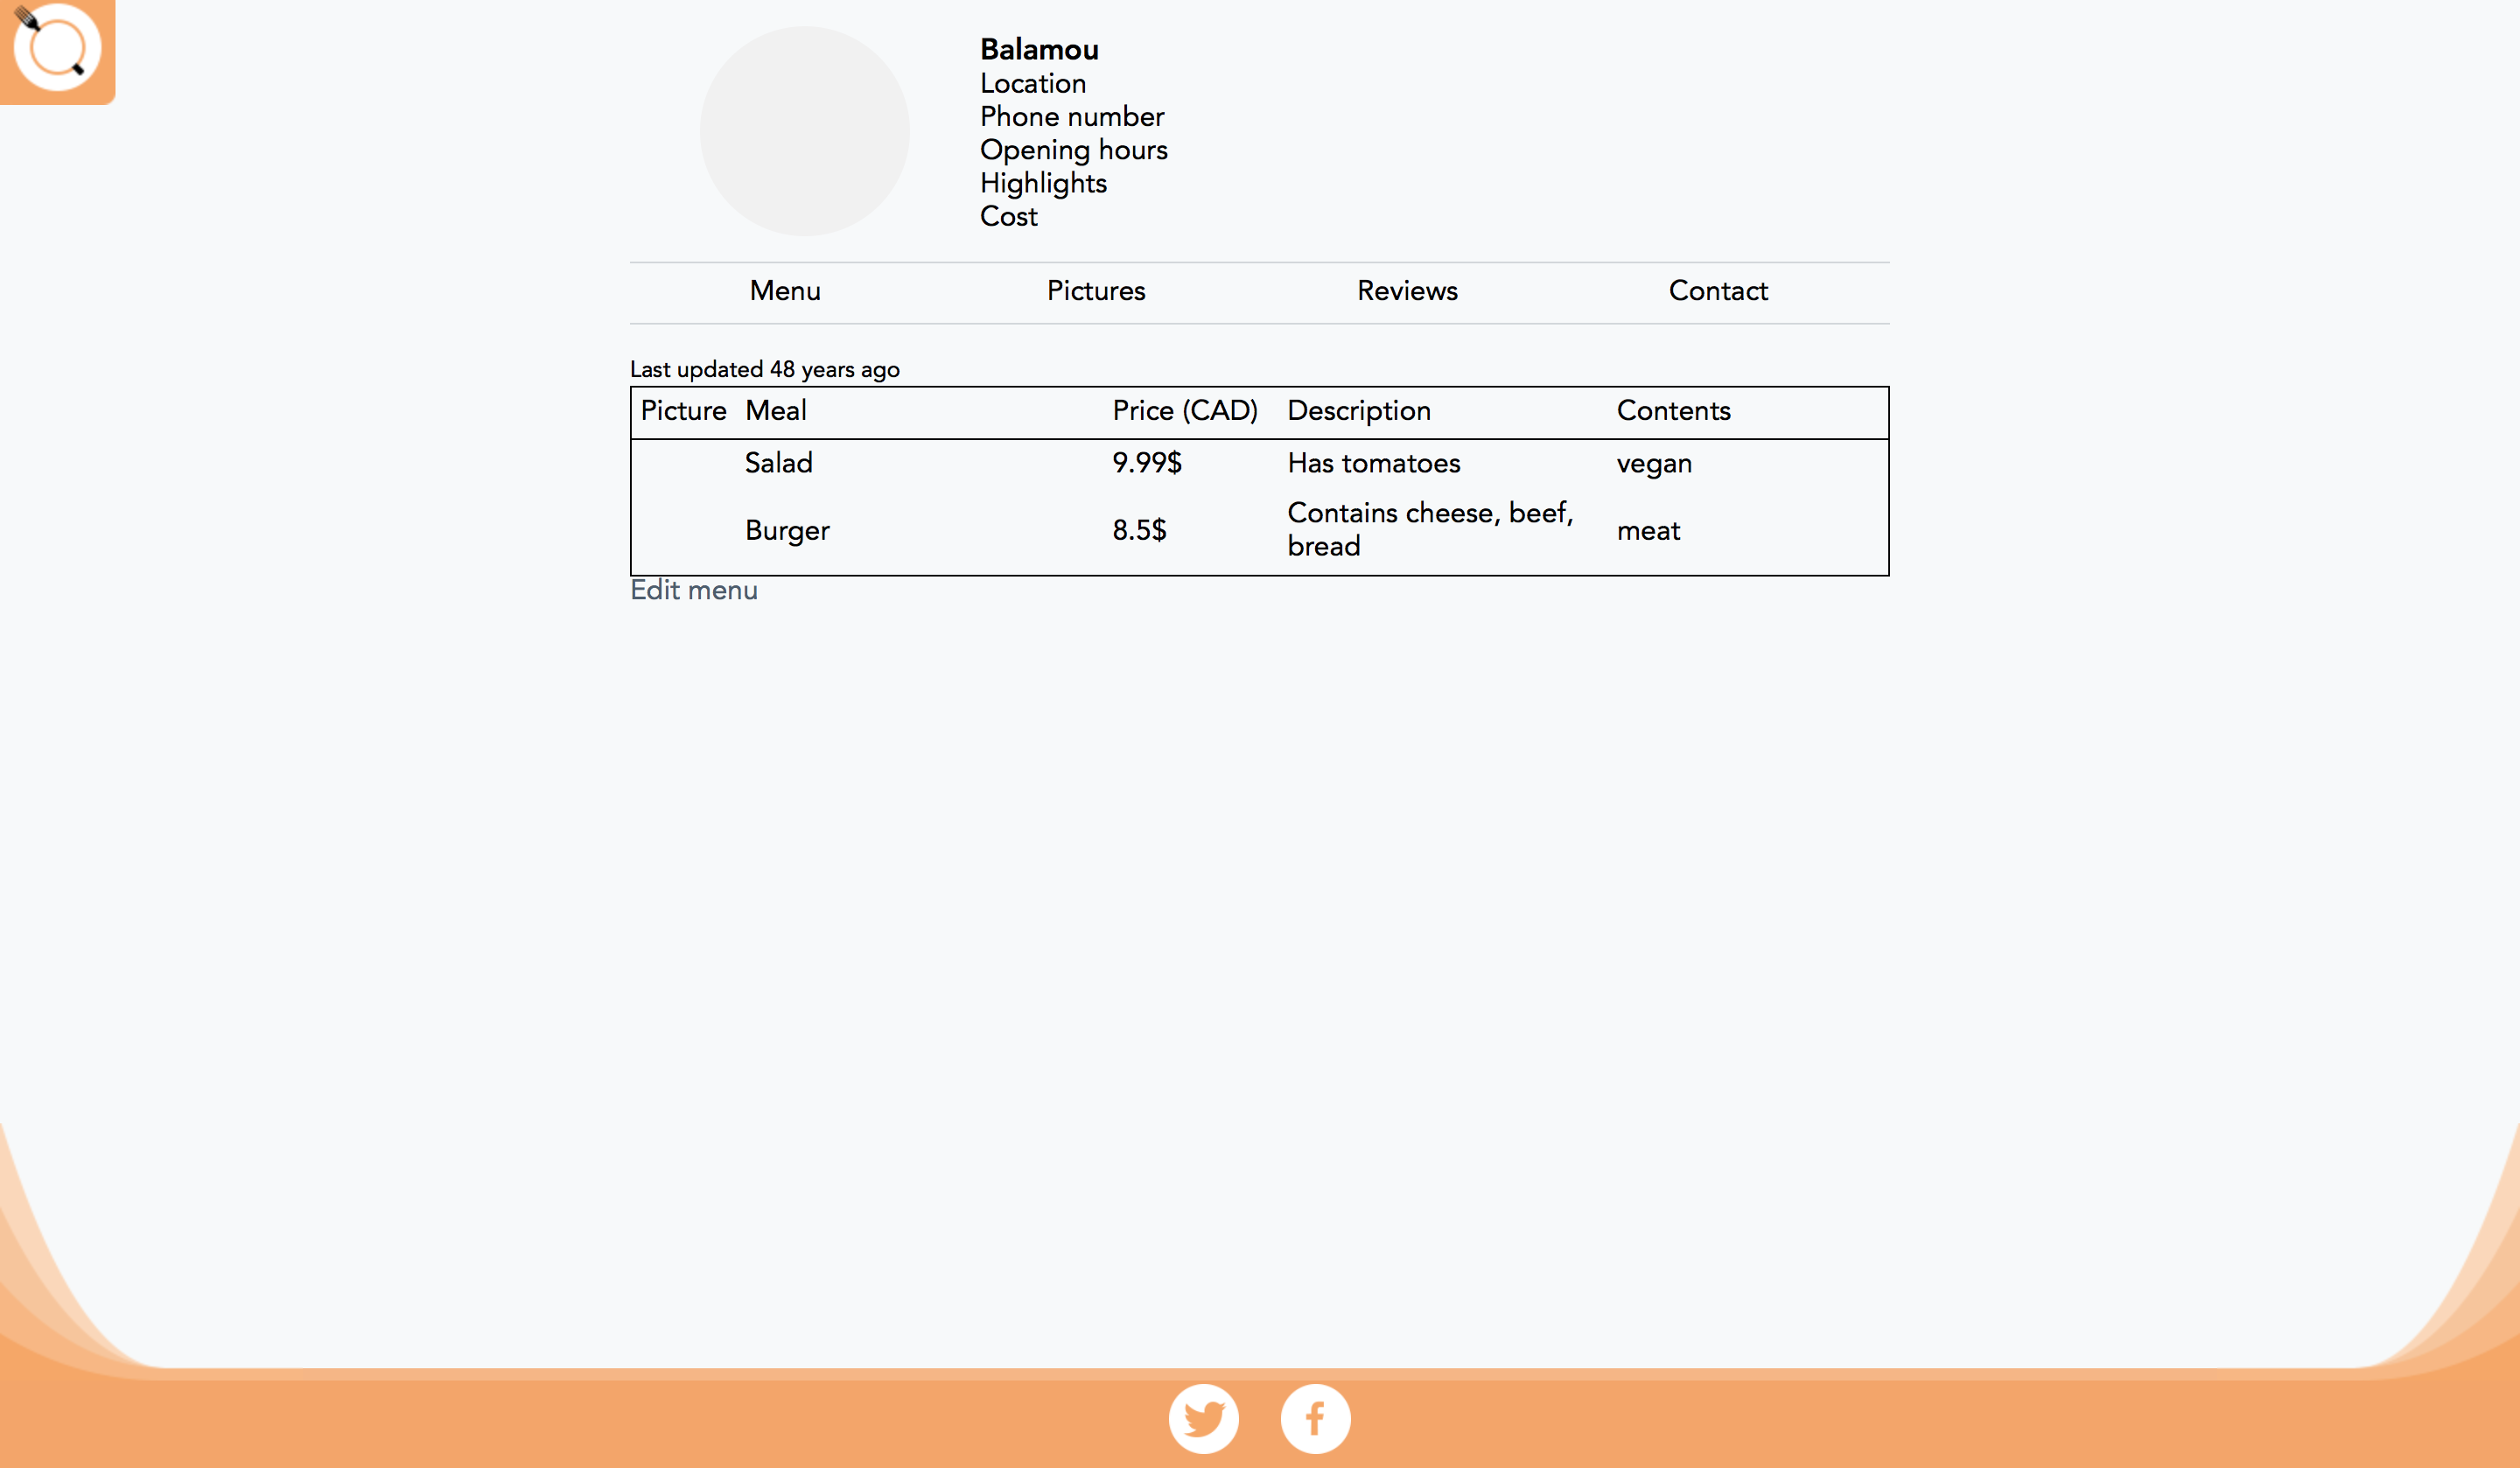 Balamou
Location
Phone number
Opening hours
Highlights
Cost
Menu Pictures Reviews Contact
Last updated 48 years ago
Picture Meal Price (CAD) Description Contents
Salad 9.99$ Has tomatoes vegan
Burger 8.5$ Contains cheese, beef, bread meat
Edit menu